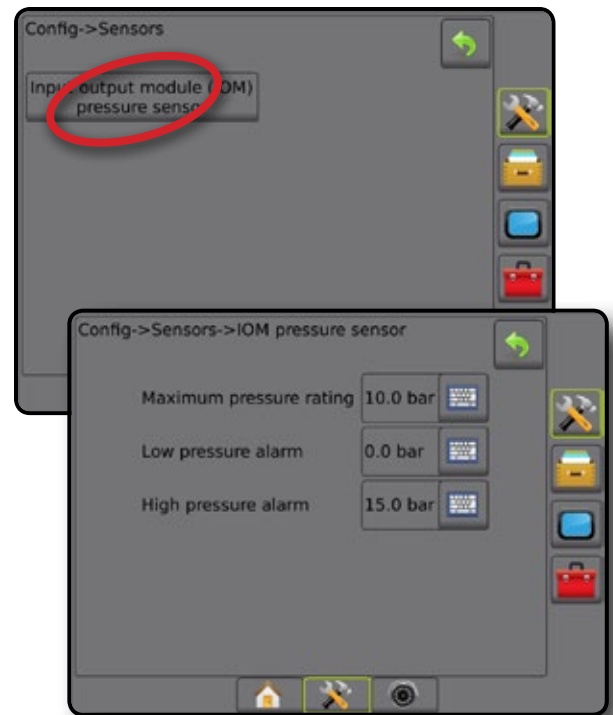 Config->Sensors
Input output module (IOM)
pressure sensor
Config->Sensors->IOM pressure sensor
Maximum pressure rating 10.0 bar
Low pressure alarm 0.0 bar
High pressure alarm 15.0 bar